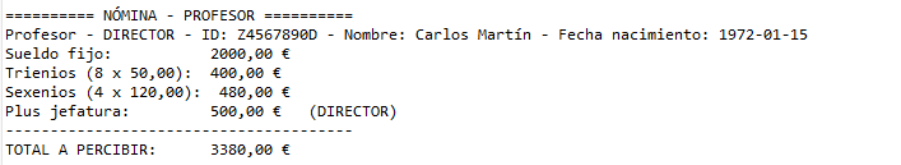 ========== NÓMINA - PROFESOR ==========
Profesor - DIRECTOR - ID: Z4567890D - Nombre: Carlos Martín - Fecha nacimiento: 1972-01-15
Sueldo fijo:           2000,00 €
Trienios (8 x 50,00):  400,00 €
Sexenios (4 x 120,00):  480,00 €
Plus jefatura:         500,00 €   (DIRECTOR)
---------------------------------------
TOTAL A PERCIBIR:      3380,00 €